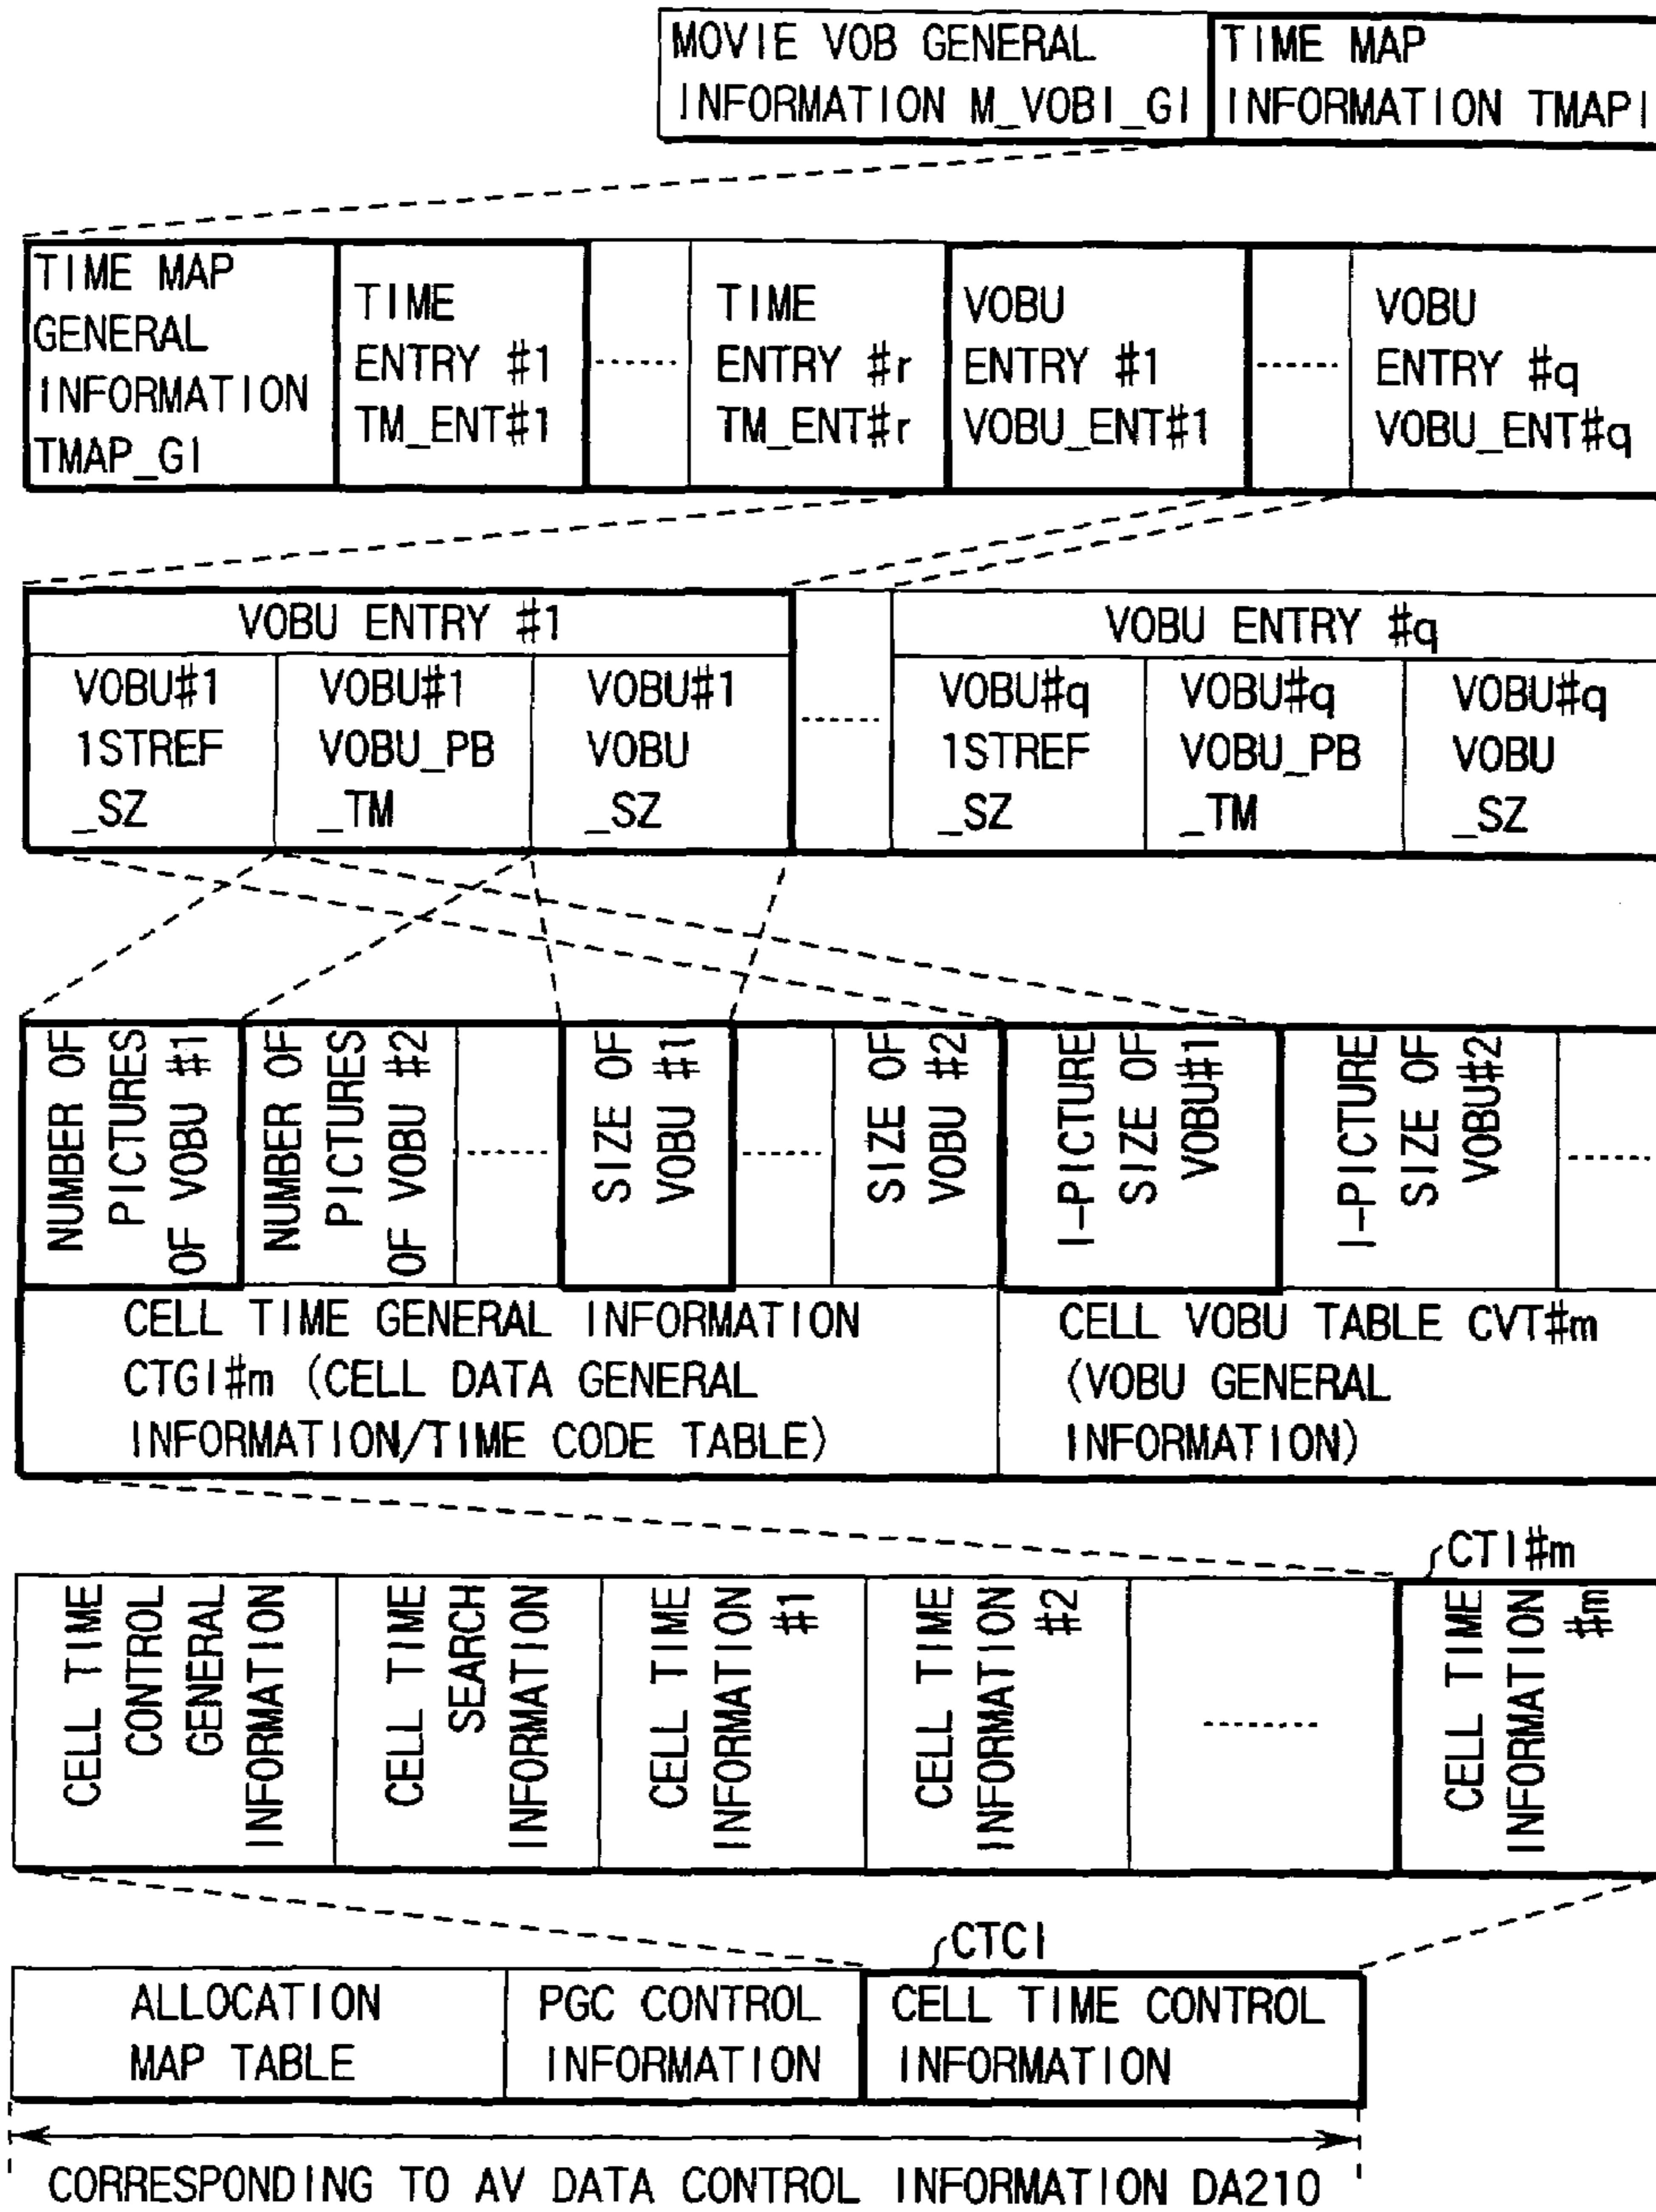 MOVIE VOB GENERAL
INFORMATION M_VOBI_GI
TIME MAP
INFORMATION TMAPI
TIME MAP
GENERAL
INFORMATION
TMAP_GI
TIME
ENTRY #1
TM_ENT#1
TIME
ENTRY #r
TM_ENT#r
VOBU
ENTRY #1
VOBU_ENT#1
VOBU
ENTRY #q
VOBU_ENT#q
VOBU ENTRY #1
VOBU#1
1STREF
_SZ
VOBU#1
VOBU_PB
_TM
VOBU#1
VOBU
_SZ
VOBU ENTRY #q
VOBU#q
1STREF
_SZ
VOBU#q
VOBU_PB
_TM
VOBU#q
VOBU
_SZ
NUMBER OF
PICTURES
OF VOBU #1
NUMBER OF
PICTURES
OF VOBU #2
SIZE OF
VOBU #1
SIZE OF
VOBU #2
I-PICTURE
SIZE OF
VOBU#1
I-PICTURE
SIZE OF
VOBU#2
CELL TIME GENERAL INFORMATION
CTGI#m (CELL DATA GENERAL
INFORMATION/TIME CODE TABLE)
CELL VOBU TABLE CVT#m
(VOBU GENERAL
INFORMATION)
CTI#m
CELL TIME
CONTROL
GENERAL
INFORMATION
CELL TIME
SEARCH
INFORMATION
CELL TIME
INFORMATION
#1
CELL TIME
INFORMATION
#2
CELL TIME
INFORMATION
#m
CTCI
ALLOCATION
MAP TABLE
PGC CONTROL
INFORMATION
CELL TIME CONTROL
INFORMATION
CORRESPONDING TO AV DATA CONTROL INFORMATION DA210